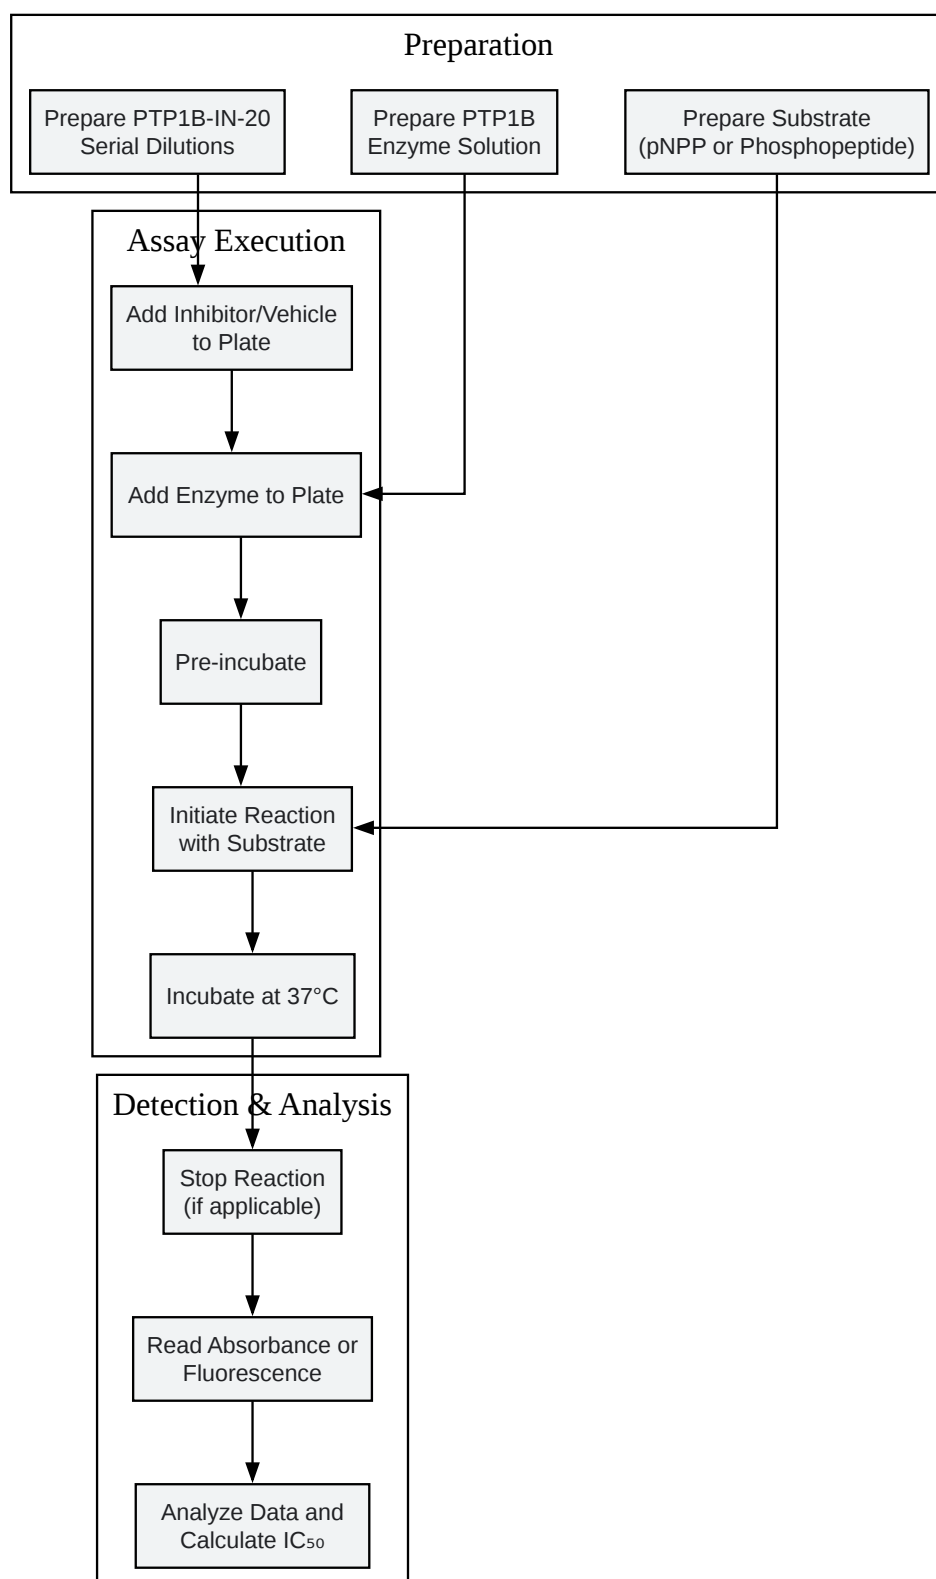 Preparation
Prepare PTP1B-IN-20
Serial Dilutions
Prepare PTP1B
Enzyme Solution
Prepare Substrate
(pNPP or Phosphopeptide)
Assay Execution
Add Inhibitor/Vehicle
to Plate
Add Enzyme to Plate
Pre-incubate
Initiate Reaction
with Substrate
Incubate at 37°C
Detection & Analysis
Stop Reaction
(if applicable)
Read Absorbance or
Fluorescence
Analyze Data and
Calculate IC₅₀